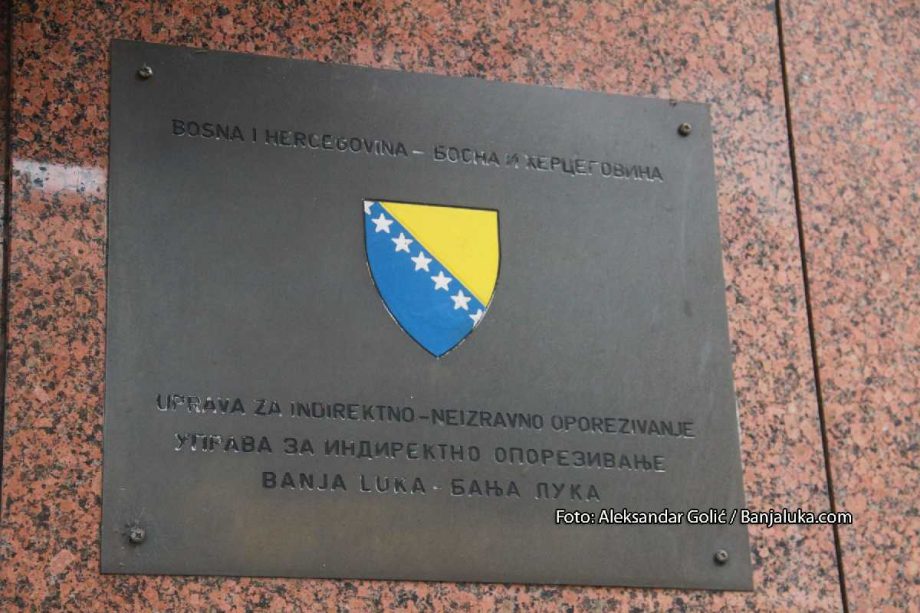 BOSNA I HERCEGOVINA – БОСНА И ХЕРЦЕГОВИНА
UPRAVA ZA INDIREKTNO–NEIZRAVNO OPOREZIVANJE
УПРАВА ЗА ИНДИРЕКТНО ОПОРЕЗИВАЊЕ
BANJA LUKA - БАЊА ЛУКА
Foto: Aleksandar Golić / Banjaluka.com